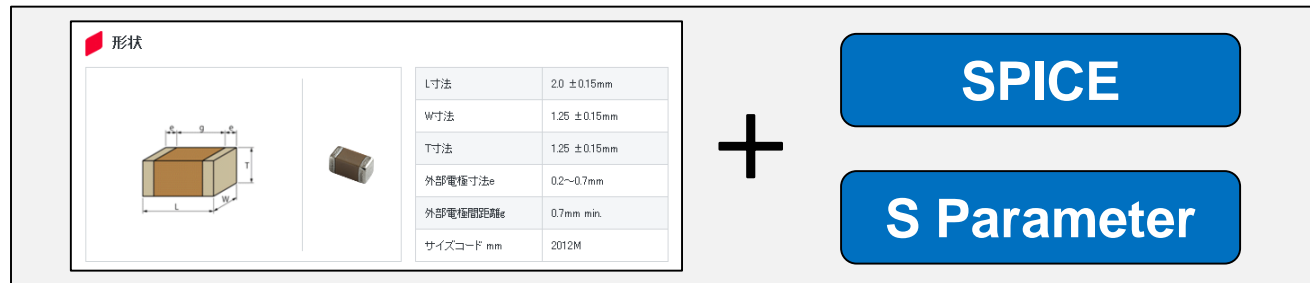 形状
L寸法 2.0 ±0.15mm
W寸法 1.25 ±0.15mm
T寸法 1.25 ±0.15mm
外部電極寸法e 0.2～0.7mm
外部電極間距離g 0.7mm min.
サイズコード mm 2012M
e g e
T
L
W
+
SPICE
S Parameter